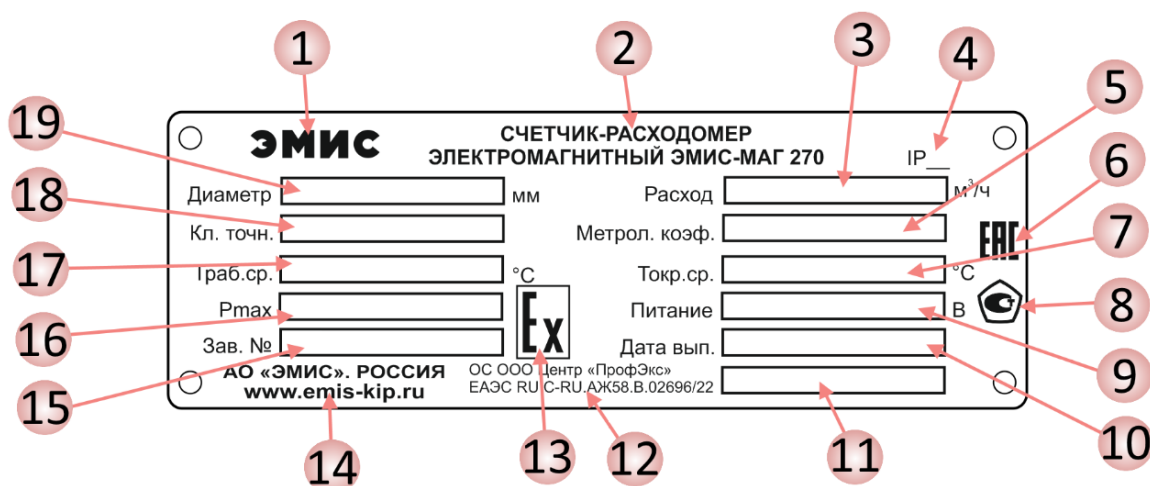 1
2
3
4
5
6
7
8
9
10
11
12
13
14
15
16
17
18
19
ЭМИС
СЧЕТЧИК-РАСХОДОМЕР
ЭЛЕКТРОМАГНИТНЫЙ ЭМИС-МАГ 270
IP__
Диаметр мм
Расход м³/ч
Кл. точн.
Метрол. коэф.
EAC
Траб.ср. °C
Токр.ср. °C
Pmax
Питание В
Ex
Зав. №
Дата вып.
АО «ЭМИС». РОССИЯ
www.emis-kip.ru
ОС ООО Центр «ПрофЭкс»
ЕАЭС RU C-RU.АЖ58.В.02696/22